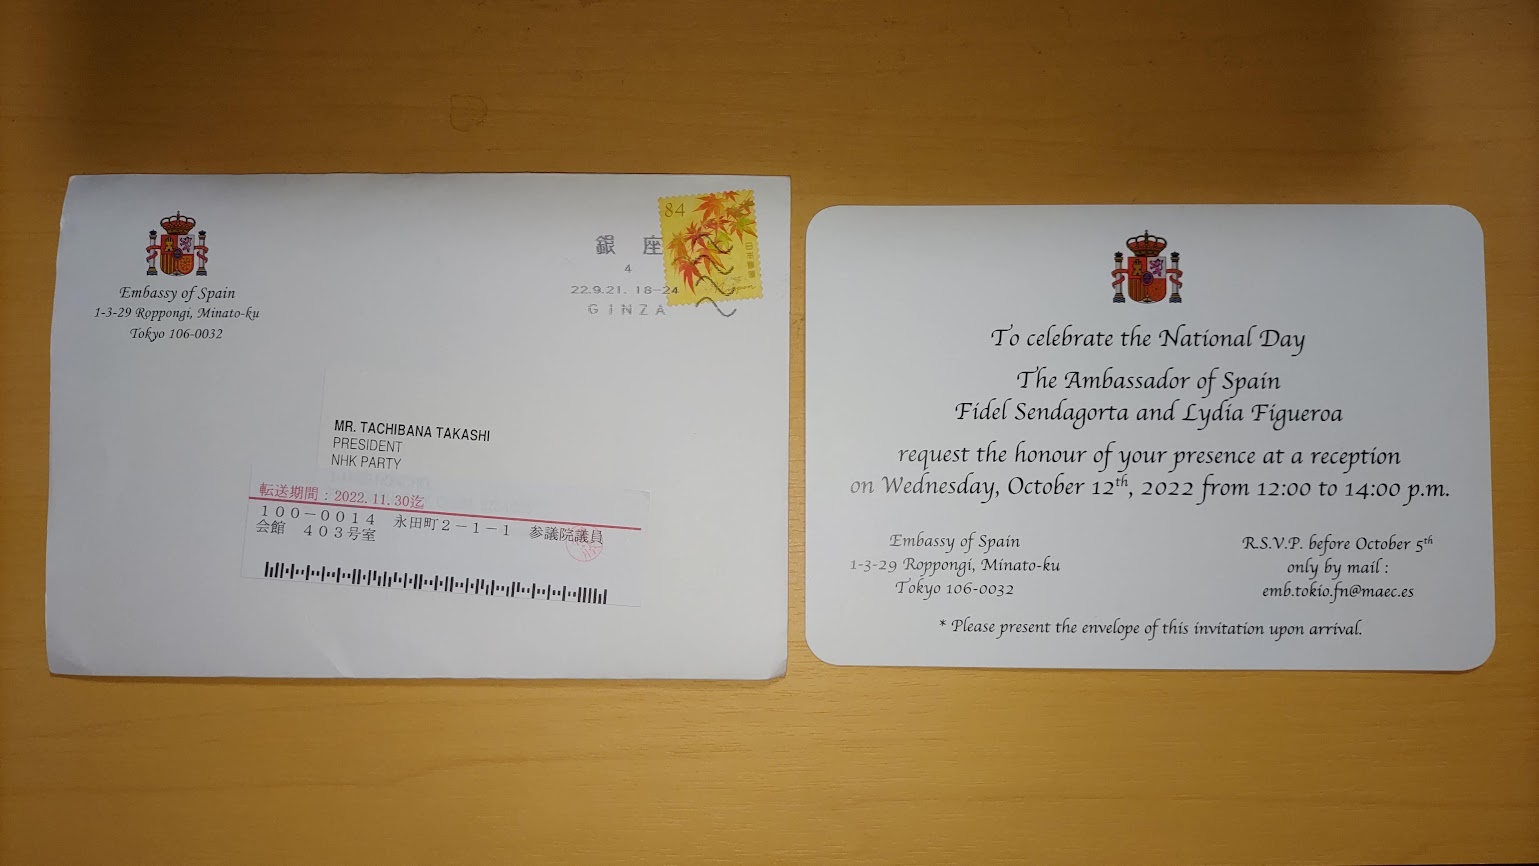 Embassy of Spain
1-3-29 Roppongi, Minato-ku
Tokyo 106-0032
銀座
4
22.9.21. 18-24
GINZA
84
日本郵便
Nippon
MR. TACHIBANA TAKASHI
PRESIDENT
NHK PARTY
転送期間：2022.11.30迄
１００－００１４　永田町２－１－１　参議院議員
会館　４０３号室
To celebrate the National Day
The Ambassador of Spain
Fidel Sendagorta and Lydia Figueroa
request the honour of your presence at a reception
on Wednesday, October 12th, 2022 from 12:00 to 14:00 p.m.
Embassy of Spain
1-3-29 Roppongi, Minato-ku
Tokyo 106-0032
R.S.V.P. before October 5th
only by mail :
emb.tokio.fn@maec.es
* Please present the envelope of this invitation upon arrival.